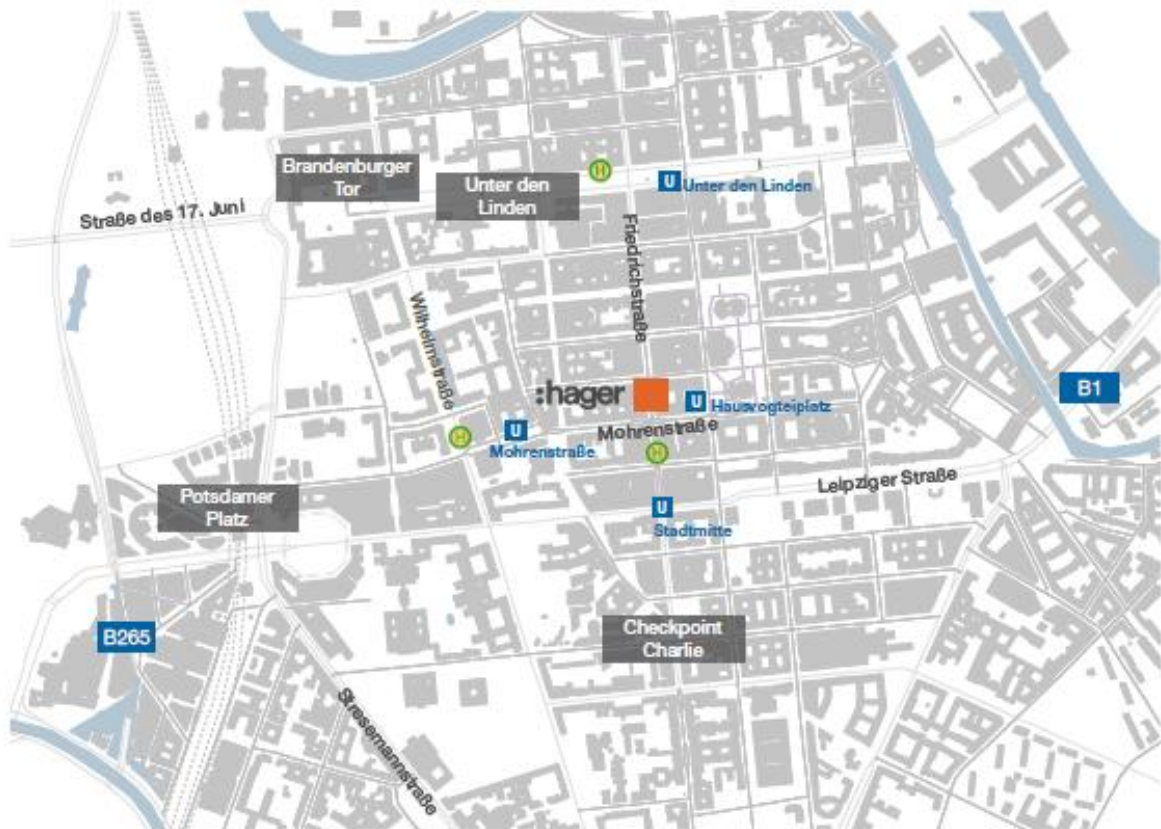 Brandenburger
Tor
H
Unter den
Linden
U Unter den Linden
Straße des 17. Juni
Friedrichstraße
Wilhelmstraße
:hager
U
Hausvogteiplatz
B1
H
U
Mohrenstraße
Mohrenstraße
H
Leipziger Straße
Potsdamer
Platz
U
Stadtmitte
B265
Checkpoint
Charlie
Stresemannstraße